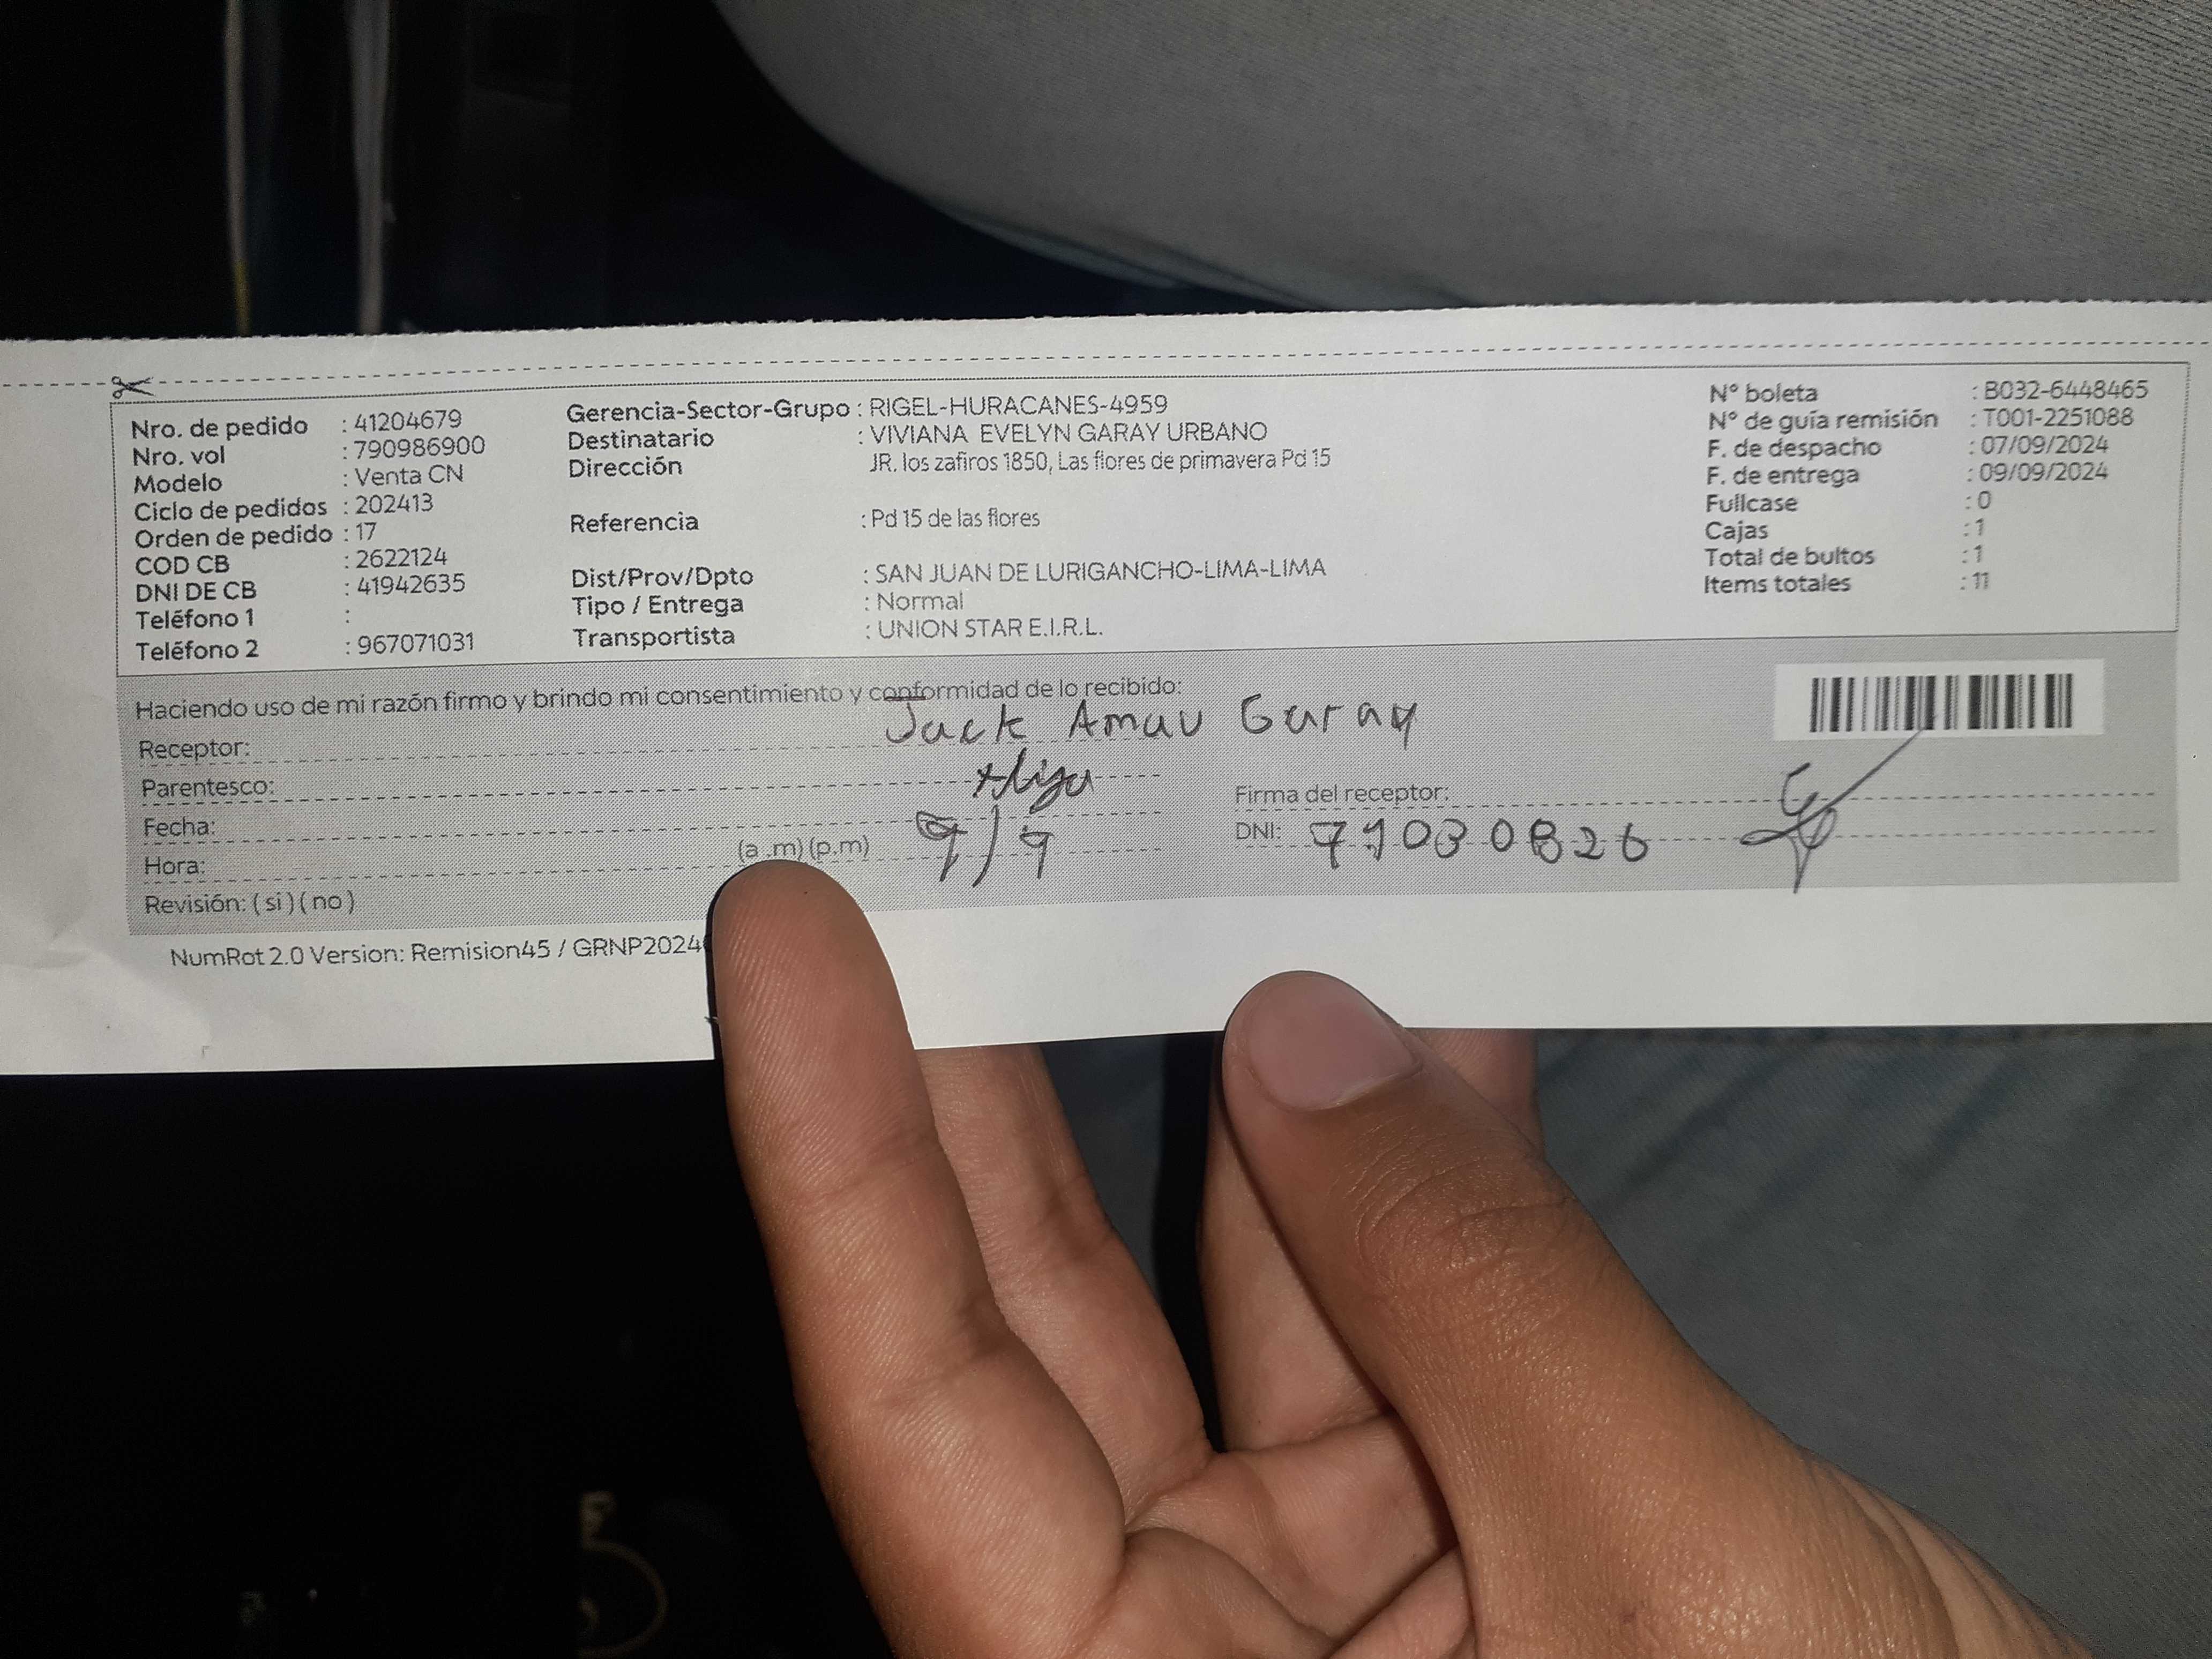 Nro. de pedido : 41204679
Nro. vol : 790986900
Modelo : Venta CN
Ciclo de pedidos : 202413
Orden de pedido : 17
COD CB : 2622124
DNI DE CB : 41942635
Teléfono 1 :
Teléfono 2 : 967071031
Gerencia-Sector-Grupo : RIGEL-HURACANES-4959
Destinatario : VIVIANA EVELYN GARAY URBANO
Dirección JR. los zafiros 1850, Las flores de primavera Pd 15
Referencia : Pd 15 de las flores
Dist/Prov/Dpto : SAN JUAN DE LURIGANCHO-LIMA-LIMA
Tipo / Entrega : Normal
Transportista : UNION STAR E.I.R.L.
N° boleta : B032-6448465
N° de guía remisión : T001-2251088
F. de despacho : 07/09/2024
F. de entrega : 09/09/2024
Fullcase : 0
Cajas : 1
Total de bultos : 1
Items totales : 11
Haciendo uso de mi razón firmo y brindo mi consentimiento y conformidad de lo recibido:
Receptor: Jack Garay
Parentesco:
Fecha: 9/9
Hora: (a .m) (p.m)
Revisión: ( si ) ( no )
Firma del receptor:
DNI:
NumRot 2.0 Version: Remision45 / GRNP2024